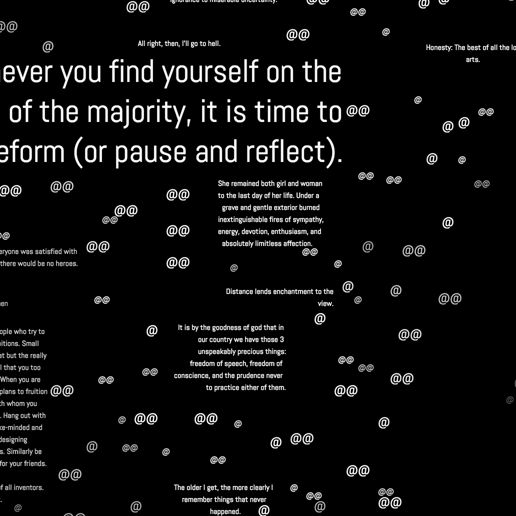 ignorance to miserable uncertainty.
All right, then, I'll go to hell.
Honesty: The best of all the lo
arts.
never you find yourself on the
of the majority, it is time to
eform (or pause and reflect).
She remained both girl and woman
to the last day of her life. Under a
grave and gentle exterior burned
inextinguishable fires of sympathy,
energy, devotion, enthusiasm, and
absolutely limitless affection.
eryone was satisfied with
there would be no heroes.
Distance lends enchantment to the
view.
en
It is by the goodness of god that in
our country we have those 3
unspeakably precious things:
freedom of speech, freedom of
conscience, and the prudence never
to practice either of them.
ople who try to
bitions. Small
at but the really
l that you too
When you are
plans to fruition
th whom you
. Hang out with
ke-minded and
designing
s. Similarly be
for your friends.
The older I get, the more clearly I
remember things that never
happened.
of all inventors.